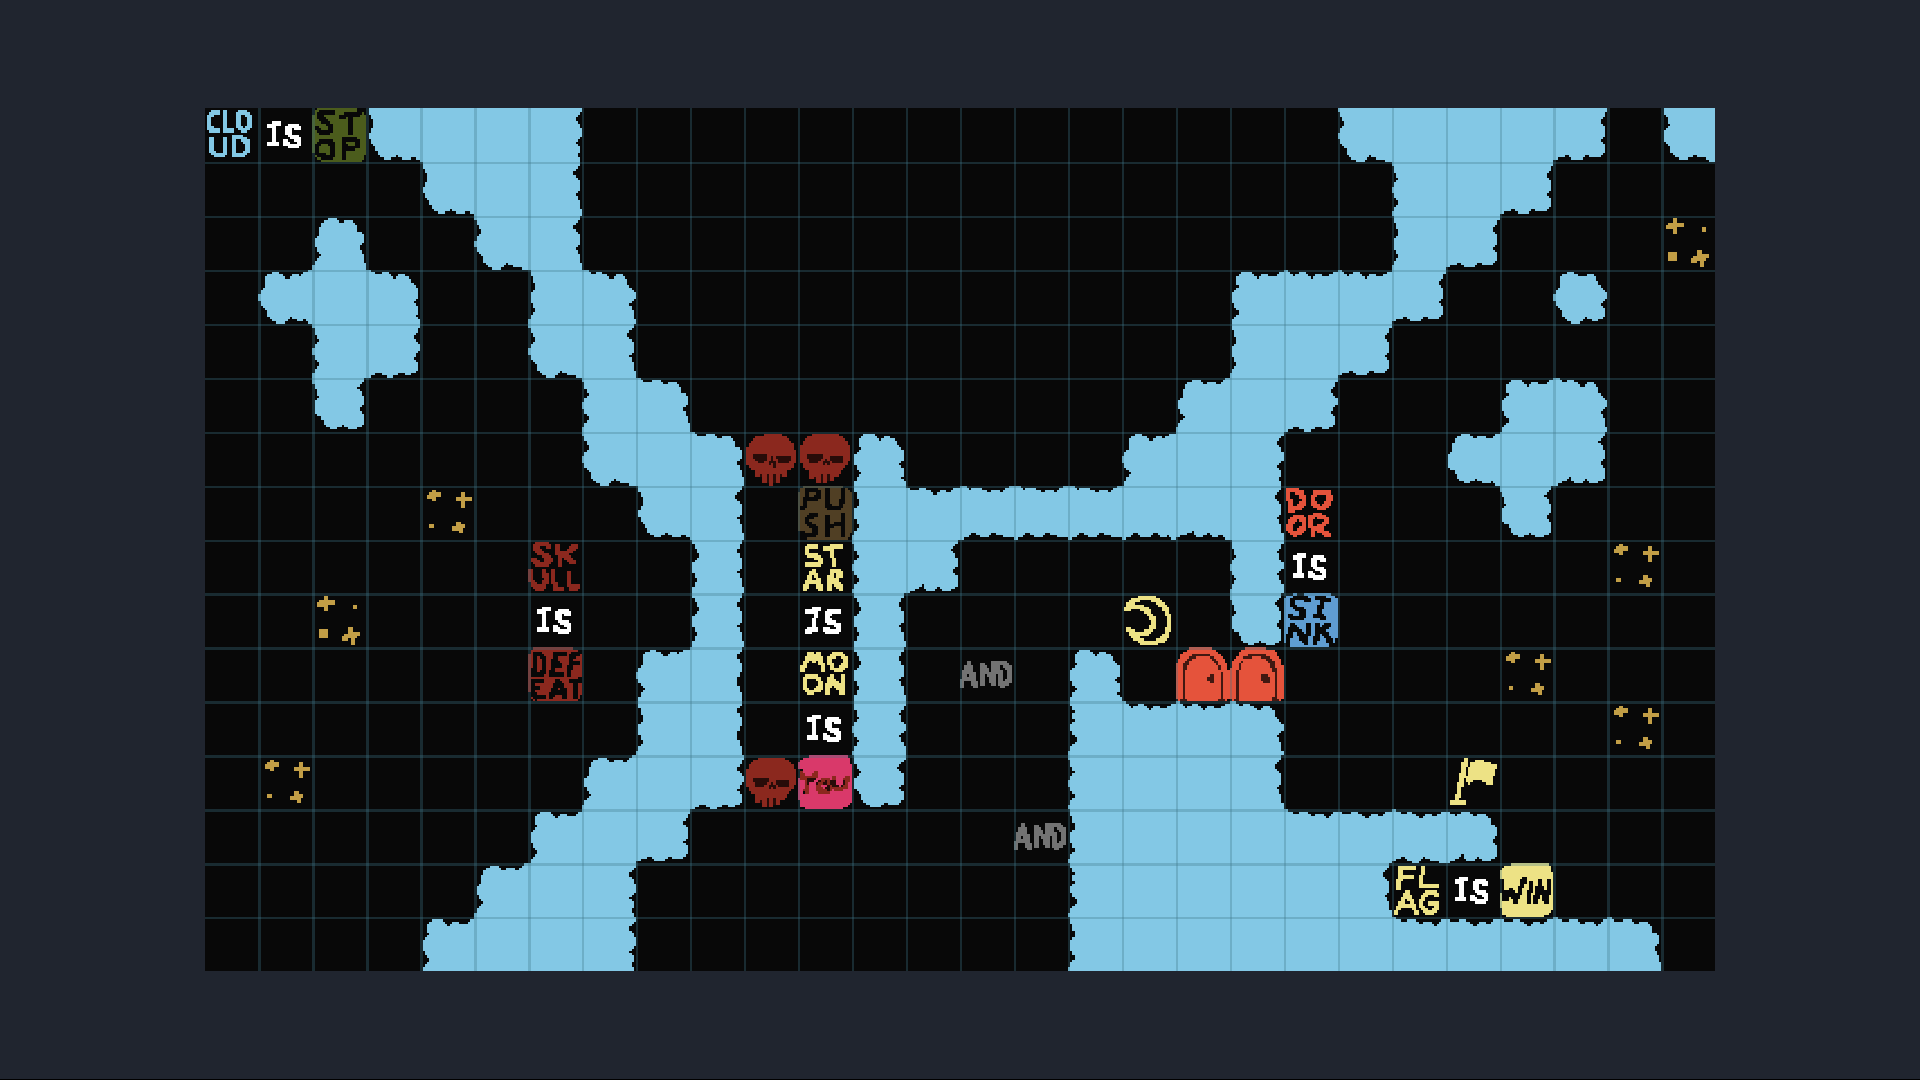 CLOUD IS STOP
PUSH
STAR
IS
MOON
IS
YOU
SKULL
IS
DEFEAT
AND
AND
DOOR
IS
SINK
FLAG IS WIN